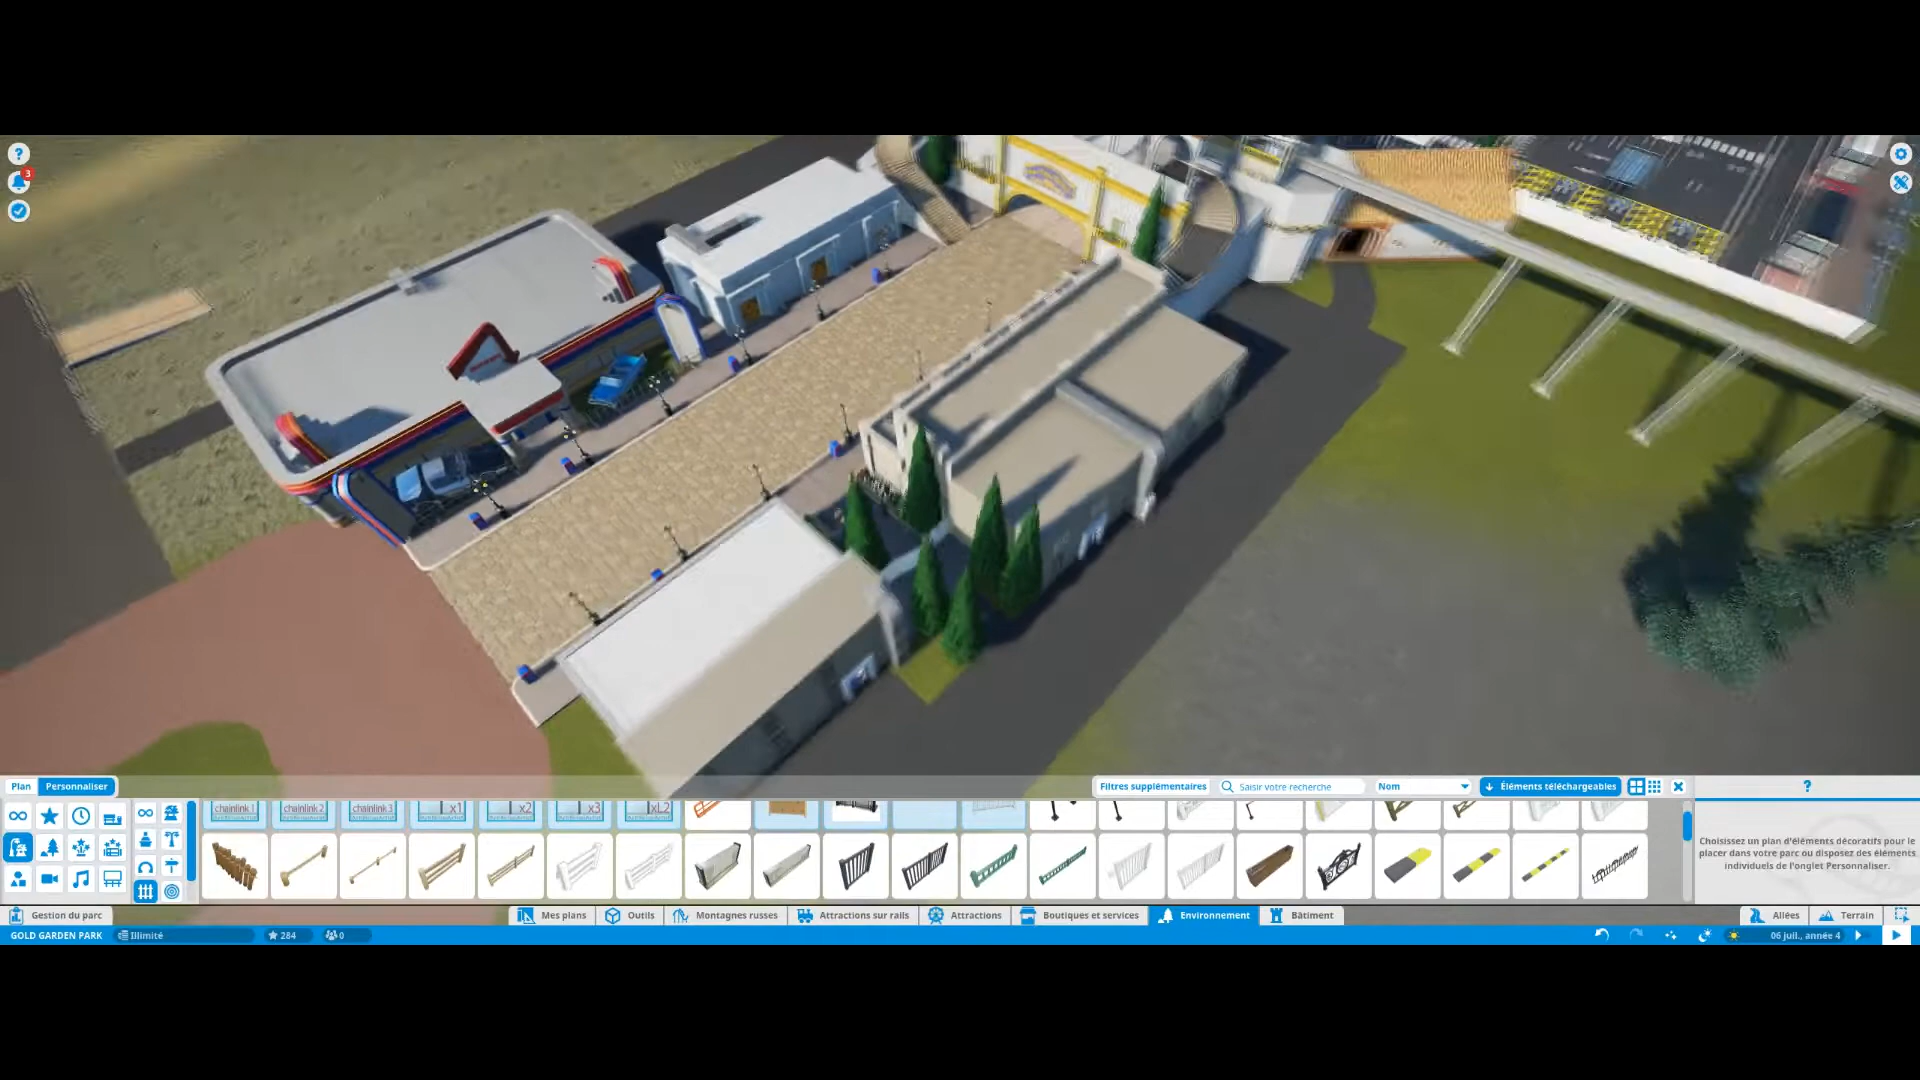 ?
3
Plan
Personnaliser
Filtres supplémentaires
Saisir votre recherche
Nom
Éléments téléchargeables
?
chainlink 1
chainlink 2
chainlink 3
x1
x2
x3
xL2
Choisissez un plan d'éléments décoratifs pour le
placer dans votre parc ou disposez des éléments
individuels de l'onglet Personnaliser.
Gestion du parc
Mes plans
Outils
Montagnes russes
Attractions sur rails
Attractions
Boutiques et services
Environnement
Bâtiment
Allées
Terrain
GOLD GARDEN PARK
Illimité
284
0
06 juil., année 4